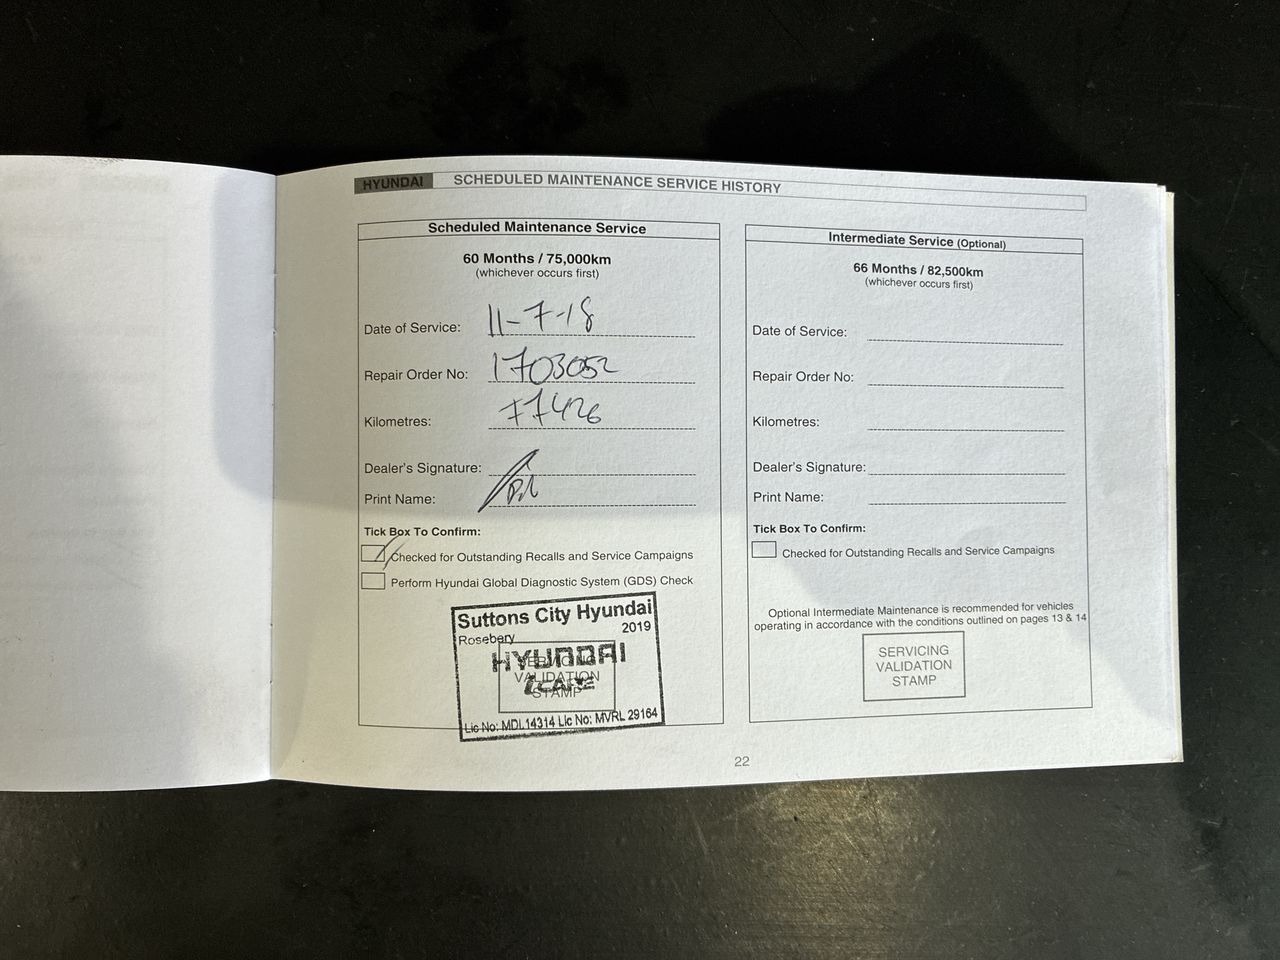 HYUNDAI SCHEDULED MAINTENANCE SERVICE HISTORY
Scheduled Maintenance Service
60 Months / 75,000km
(whichever occurs first)
Date of Service: 11-7-18
Repair Order No: 1703052
Kilometres: 77426
Dealer's Signature:
Print Name:
Tick Box To Confirm:
Checked for Outstanding Recalls and Service Campaigns
Perform Hyundai Global Diagnostic System (GDS) Check
Suttons City Hyundai
Rosebery 2019
HYUNDAI
iCARE
SERVICING
VALIDATION
STAMP
Lic No: MDL14314 Lic No: MVRL 29164
Intermediate Service (Optional)
66 Months / 82,500km
(whichever occurs first)
Date of Service:
Repair Order No:
Kilometres:
Dealer's Signature:
Print Name:
Tick Box To Confirm:
Checked for Outstanding Recalls and Service Campaigns
Optional Intermediate Maintenance is recommended for vehicles
operating in accordance with the conditions outlined on pages 13 & 14
SERVICING
VALIDATION
STAMP
22